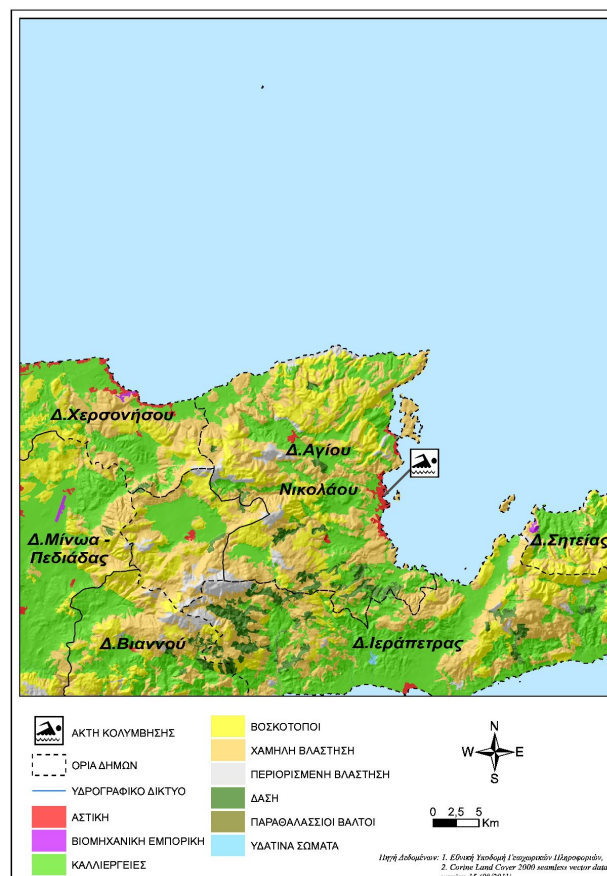 Δ.Χερσονήσου
Δ.Αγίου
Νικολάου
Δ.Μίνωα -
Πεδιάδας
Δ.Σητείας
Δ.Βιαννού
Δ.Ιεράπετρας
ΑΚΤΗ ΚΟΛΥΜΒΗΣΗΣ
ΟΡΙΑ ΔΗΜΩΝ
ΥΔΡΟΓΡΑΦΙΚΟ ΔΙΚΤΥΟ
ΑΣΤΙΚΗ
ΒΙΟΜΗΧΑΝΙΚΗ ΕΜΠΟΡΙΚΗ
ΚΑΛΛΙΕΡΓΕΙΕΣ
ΒΟΣΚΟΤΟΠΟΙ
ΧΑΜΗΛΗ ΒΛΑΣΤΗΣΗ
ΠΕΡΙΟΡΙΣΜΕΝΗ ΒΛΑΣΤΗΣΗ
ΔΑΣΗ
ΠΑΡΑΘΑΛΑΣΣΙΟΙ ΒΑΛΤΟΙ
ΥΔΑΤΙΝΑ ΣΩΜΑΤΑ
N
W E
S
0 2,5 5
Km
Πηγή Δεδομένων: 1. Εθνική Υποδομή Γεωχωρικών Πληροφοριών,
2. Corine Land Cover 2000 seamless vector data